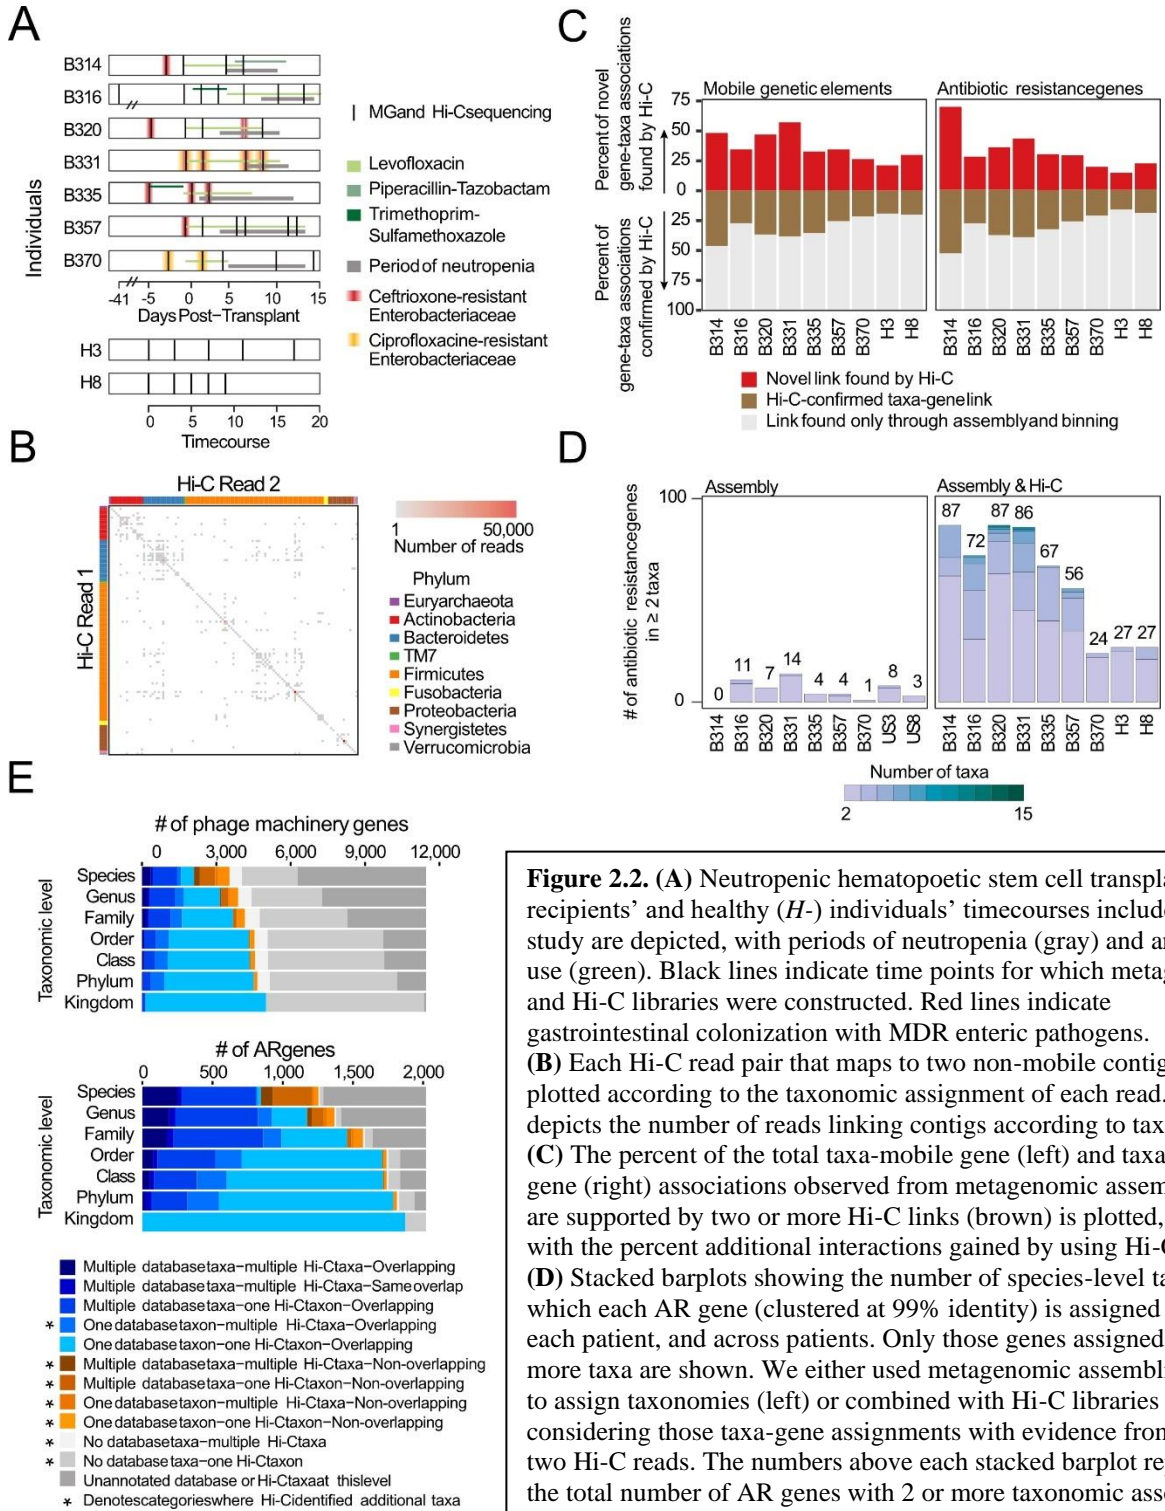 A
Individuals
B314
B316
B320
B331
B335
B357
B370
-41 -5 0 5 10 15
Days Post-Transplant
H3
H8
0 5 10 15 20
Timecourse
MGand Hi-Csequencing
Levofloxacin
Piperacillin-Tazobactam
Trimethoprim-
Sulfamethoxazole
Period of neutropenia
Ceftrioxone-resistant
Enterobacteriaceae
Ciprofloxacine-resistant
Enterobacteriaceae
B
Hi-C Read 2
Hi-C Read 1
1 50,000
Number of reads
Phylum
Euryarchaeota
Actinobacteria
Bacteroidetes
TM7
Firmicutes
Fusobacteria
Proteobacteria
Synergistetes
Verrucomicrobia
C
Percent of novel
gene-taxa associations
found by Hi-C
Percent of
gene-taxa associations
confirmed by Hi-C
Mobile genetic elements
Antibiotic resistancegenes
75
50
25
0
25
50
75
100
B314 B316 B320 B331 B335 B357 B370 H3 H8
B314 B316 B320 B331 B335 B357 B370 H3 H8
Novel link found by Hi-C
Hi-C-confirmed taxa-genelink
Link found only through assemblyand binning
D
# of antibiotic resistancegenes
in ≥ 2 taxa
Assembly
Assembly & Hi-C
100
0
0 11 7 14 4 4 1 8 3
87 72 87 86 67 56 24 27 27
B314 B316 B320 B331 B335 B357 B370 US3 US8
B314 B316 B320 B331 B335 B357 B370 H3 H8
Number of taxa
2 15
E
# of phage machinery genes
0 3,000 6,000 9,000 12,000
Taxonomic level
Species
Genus
Family
Order
Class
Phylum
Kingdom
# of ARgenes
0 500 1,000 1,500 2,000
Taxonomic level
Species
Genus
Family
Order
Class
Phylum
Kingdom
Multiple databasetaxa-multiple Hi-Ctaxa-Overlapping
Multiple databasetaxa-multiple Hi-Ctaxa-Same overlap
Multiple databasetaxa-one Hi-Ctaxon-Overlapping
* One databasetaxon-multiple Hi-Ctaxa-Overlapping
One databasetaxon-one Hi-Ctaxon-Overlapping
* Multiple databasetaxa-multiple Hi-Ctaxa-Non-overlapping
* Multiple databasetaxa-one Hi-Ctaxon-Non-overlapping
* One databasetaxon-multiple Hi-Ctaxa-Non-overlapping
* One databasetaxon-one Hi-Ctaxon-Non-overlapping
* No databasetaxa-multiple Hi-Ctaxa
* No databasetaxa-one Hi-Ctaxon
Unannotated database or Hi-Ctaxaat thislevel
* Denotescategorieswhere Hi-Cidentified additional taxa
Figure 2.2. (A) Neutropenic hematopoetic stem cell transpla
recipients' and healthy (H-) individuals' timecourses include
study are depicted, with periods of neutropenia (gray) and an
use (green). Black lines indicate time points for which metag
and Hi-C libraries were constructed. Red lines indicate
gastrointestinal colonization with MDR enteric pathogens.
(B) Each Hi-C read pair that maps to two non-mobile contig
plotted according to the taxonomic assignment of each read.
depicts the number of reads linking contigs according to tax
(C) The percent of the total taxa-mobile gene (left) and taxa
gene (right) associations observed from metagenomic assem
are supported by two or more Hi-C links (brown) is plotted,
with the percent additional interactions gained by using Hi-C
(D) Stacked barplots showing the number of species-level ta
which each AR gene (clustered at 99% identity) is assigned
each patient, and across patients. Only those genes assigned
more taxa are shown. We either used metagenomic assembli
to assign taxonomies (left) or combined with Hi-C libraries
considering those taxa-gene assignments with evidence from
two Hi-C reads. The numbers above each stacked barplot rep
the total number of AR genes with 2 or more taxonomic asso